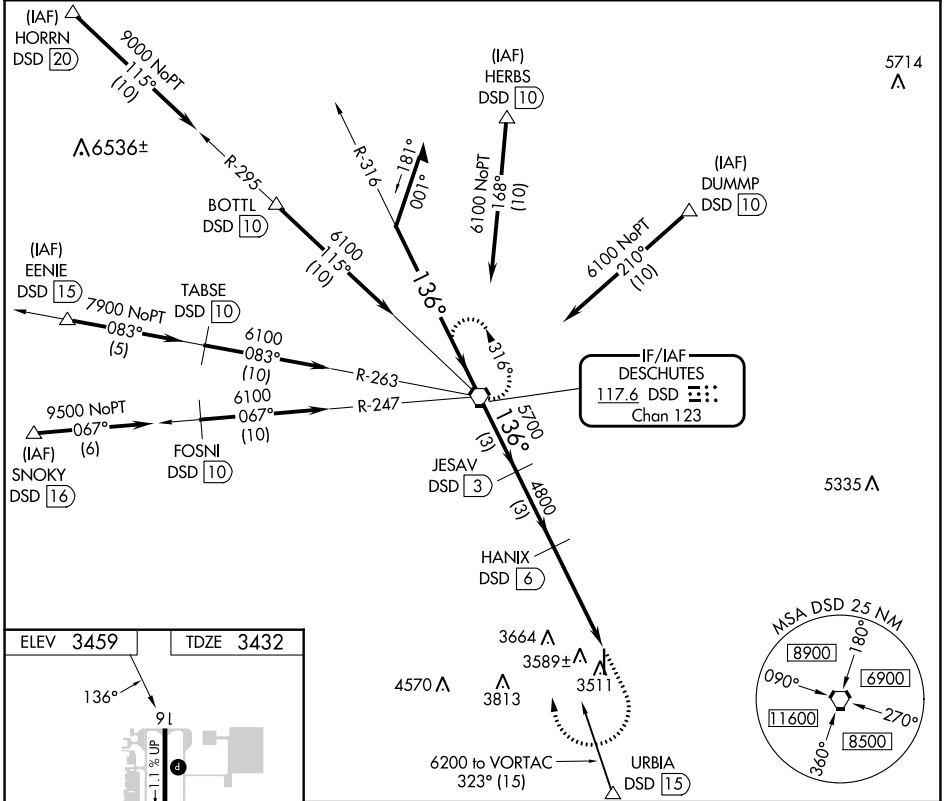 (IAF)
HORRN
DSD 20
9000 NoPT
115°
(10)
(IAF)
HERBS
DSD 10
5714
6536±
R-316
181°
001°
6100 NoPT
168°
(10)
(IAF)
DUMMP
DSD 10
R-295
BOTTL
DSD 10
6100
115°
(10)
6100 NoPT
210°
(10)
(IAF)
EENIE
DSD 15
7900 NoPT
083°
(5)
TABSE
DSD 10
6100
083°
(10)
R-263
136°
316°
IF/IAF
DESCHUTES
117.6 DSD
Chan 123
9500 NoPT
067°
(6)
6100
067°
(10)
R-247
(IAF)
SNOKY
DSD 16
FOSNI
DSD 10
5700
136°
(3)
JESAV
DSD 3
4800
(3)
5335
HANIX
DSD 6
MSA DSD 25 NM
8900
180°
090°
6900
11600
270°
360°
8500
3664
3589±
3511
4570
3813
6200 to VORTAC
323° (15)
URBIA
DSD 15
ELEV 3459
TDZE 3432
136°
16
1.1 % UP
P